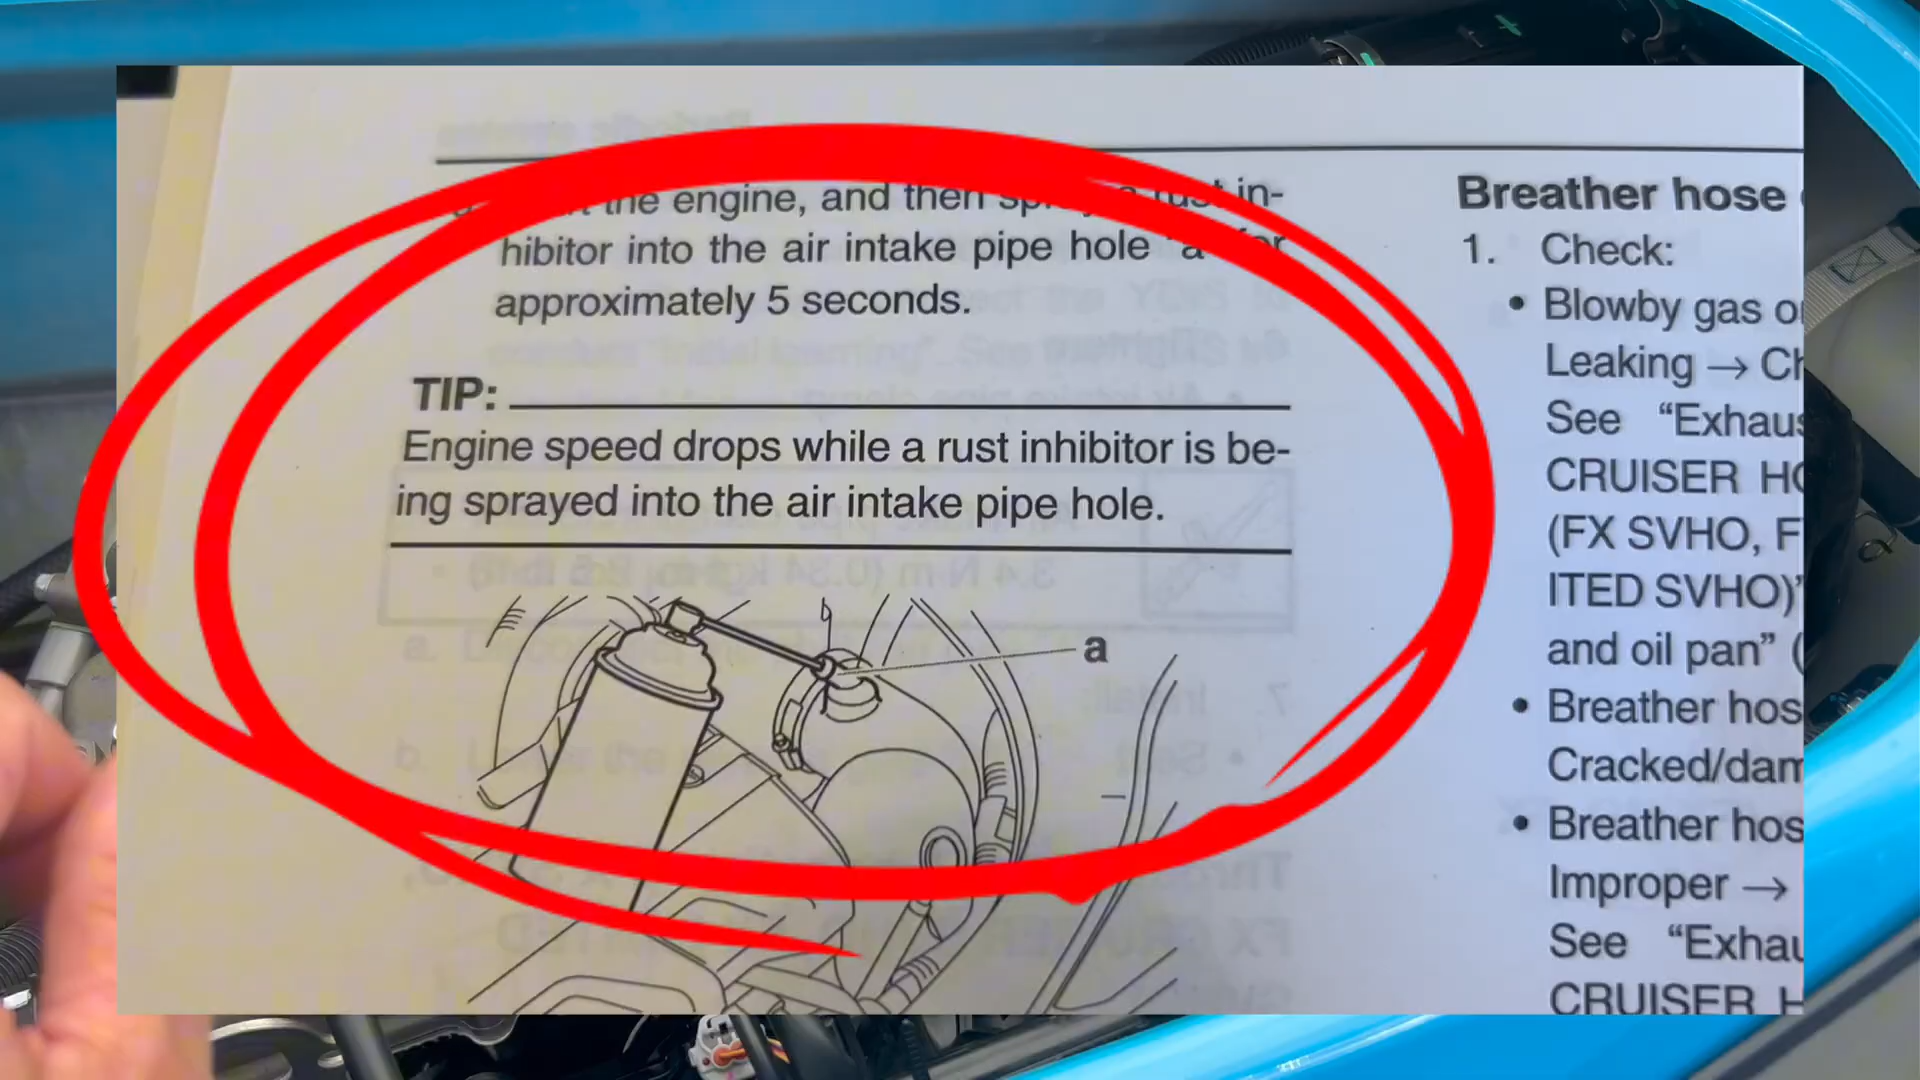 the engine, and then in-
hibitor into the air intake pipe hole
approximately 5 seconds.
TIP:
Engine speed drops while a rust inhibitor is be-
ing sprayed into the air intake pipe hole.
a
Breather hose
1. Check:
• Blowby gas
Leaking →
See “Exhaus
CRUISER
(FX SVHO, F
ITED SVHO)”
and oil pan” (
• Breather hos
Cracked/dam
• Breather hos
Improper →
See “Exhau
CRUISER H